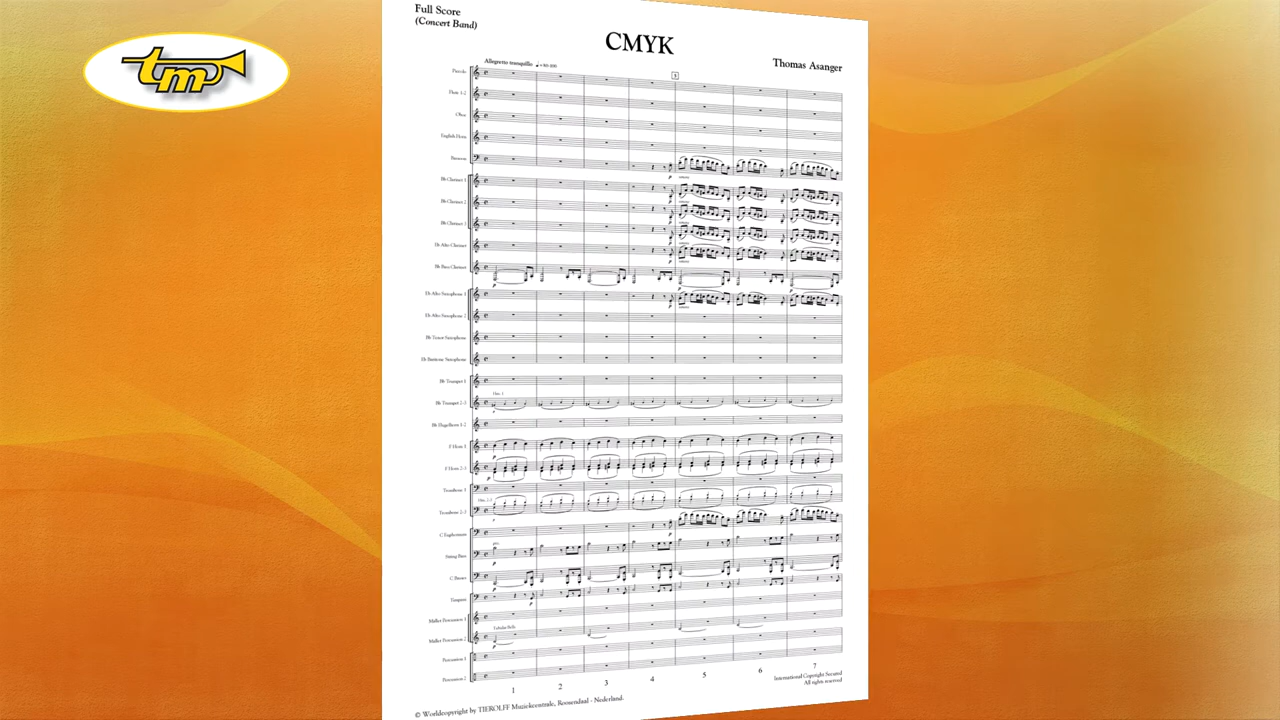 tm
Full Score
(Concert Band)
CMYK
Thomas Asanger
Allegretto tranquillo
5
Piccolo
Flute 1-2
Oboe
English Horn
Bassoon
Bb Clarinet 1
Bb Clarinet 2
Bb Clarinet 3
Eb Alto Clarinet
Bb Bass Clarinet
Eb Alto Saxophone 1
Eb Alto Saxophone 2
Bb Tenor Saxophone
Eb Baritone Saxophone
Bb Trumpet 1
Bb Trumpet 2-3
Bb Flugelhorn 1-2
F Horn 1
F Horn 2-3
Trombone 1
Trombone 2-3
C Euphonium
String Bass
C Basses
Timpani
Mallet Percussion 1
Mallet Percussion 2
Tubular Bells
Percussion 1
Percussion 2
1 2 3 4 5 6 7
International Copyright Secured
All rights reserved
© Worldcopyright by TIEROLFF Muziekcentrale, Roosendaal - Nederland.